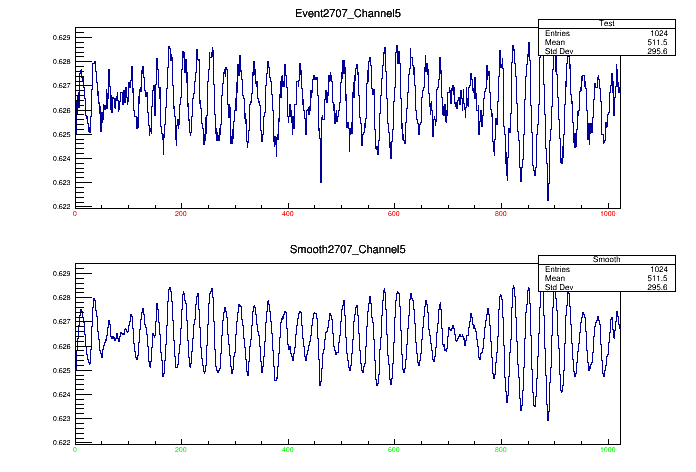 Event2707_Channel5
Test
Entries 1024
Mean 511.5
Std Dev 295.6
0.629
0.628
0.627
0.626
0.625
0.624
0.623
0.622
0 200 400 600 800 1000
Smooth2707_Channel5
Smooth
Entries 1024
Mean 511.5
Std Dev 295.6
0.629
0.628
0.627
0.626
0.625
0.624
0.623
0.622
0 200 400 600 800 1000